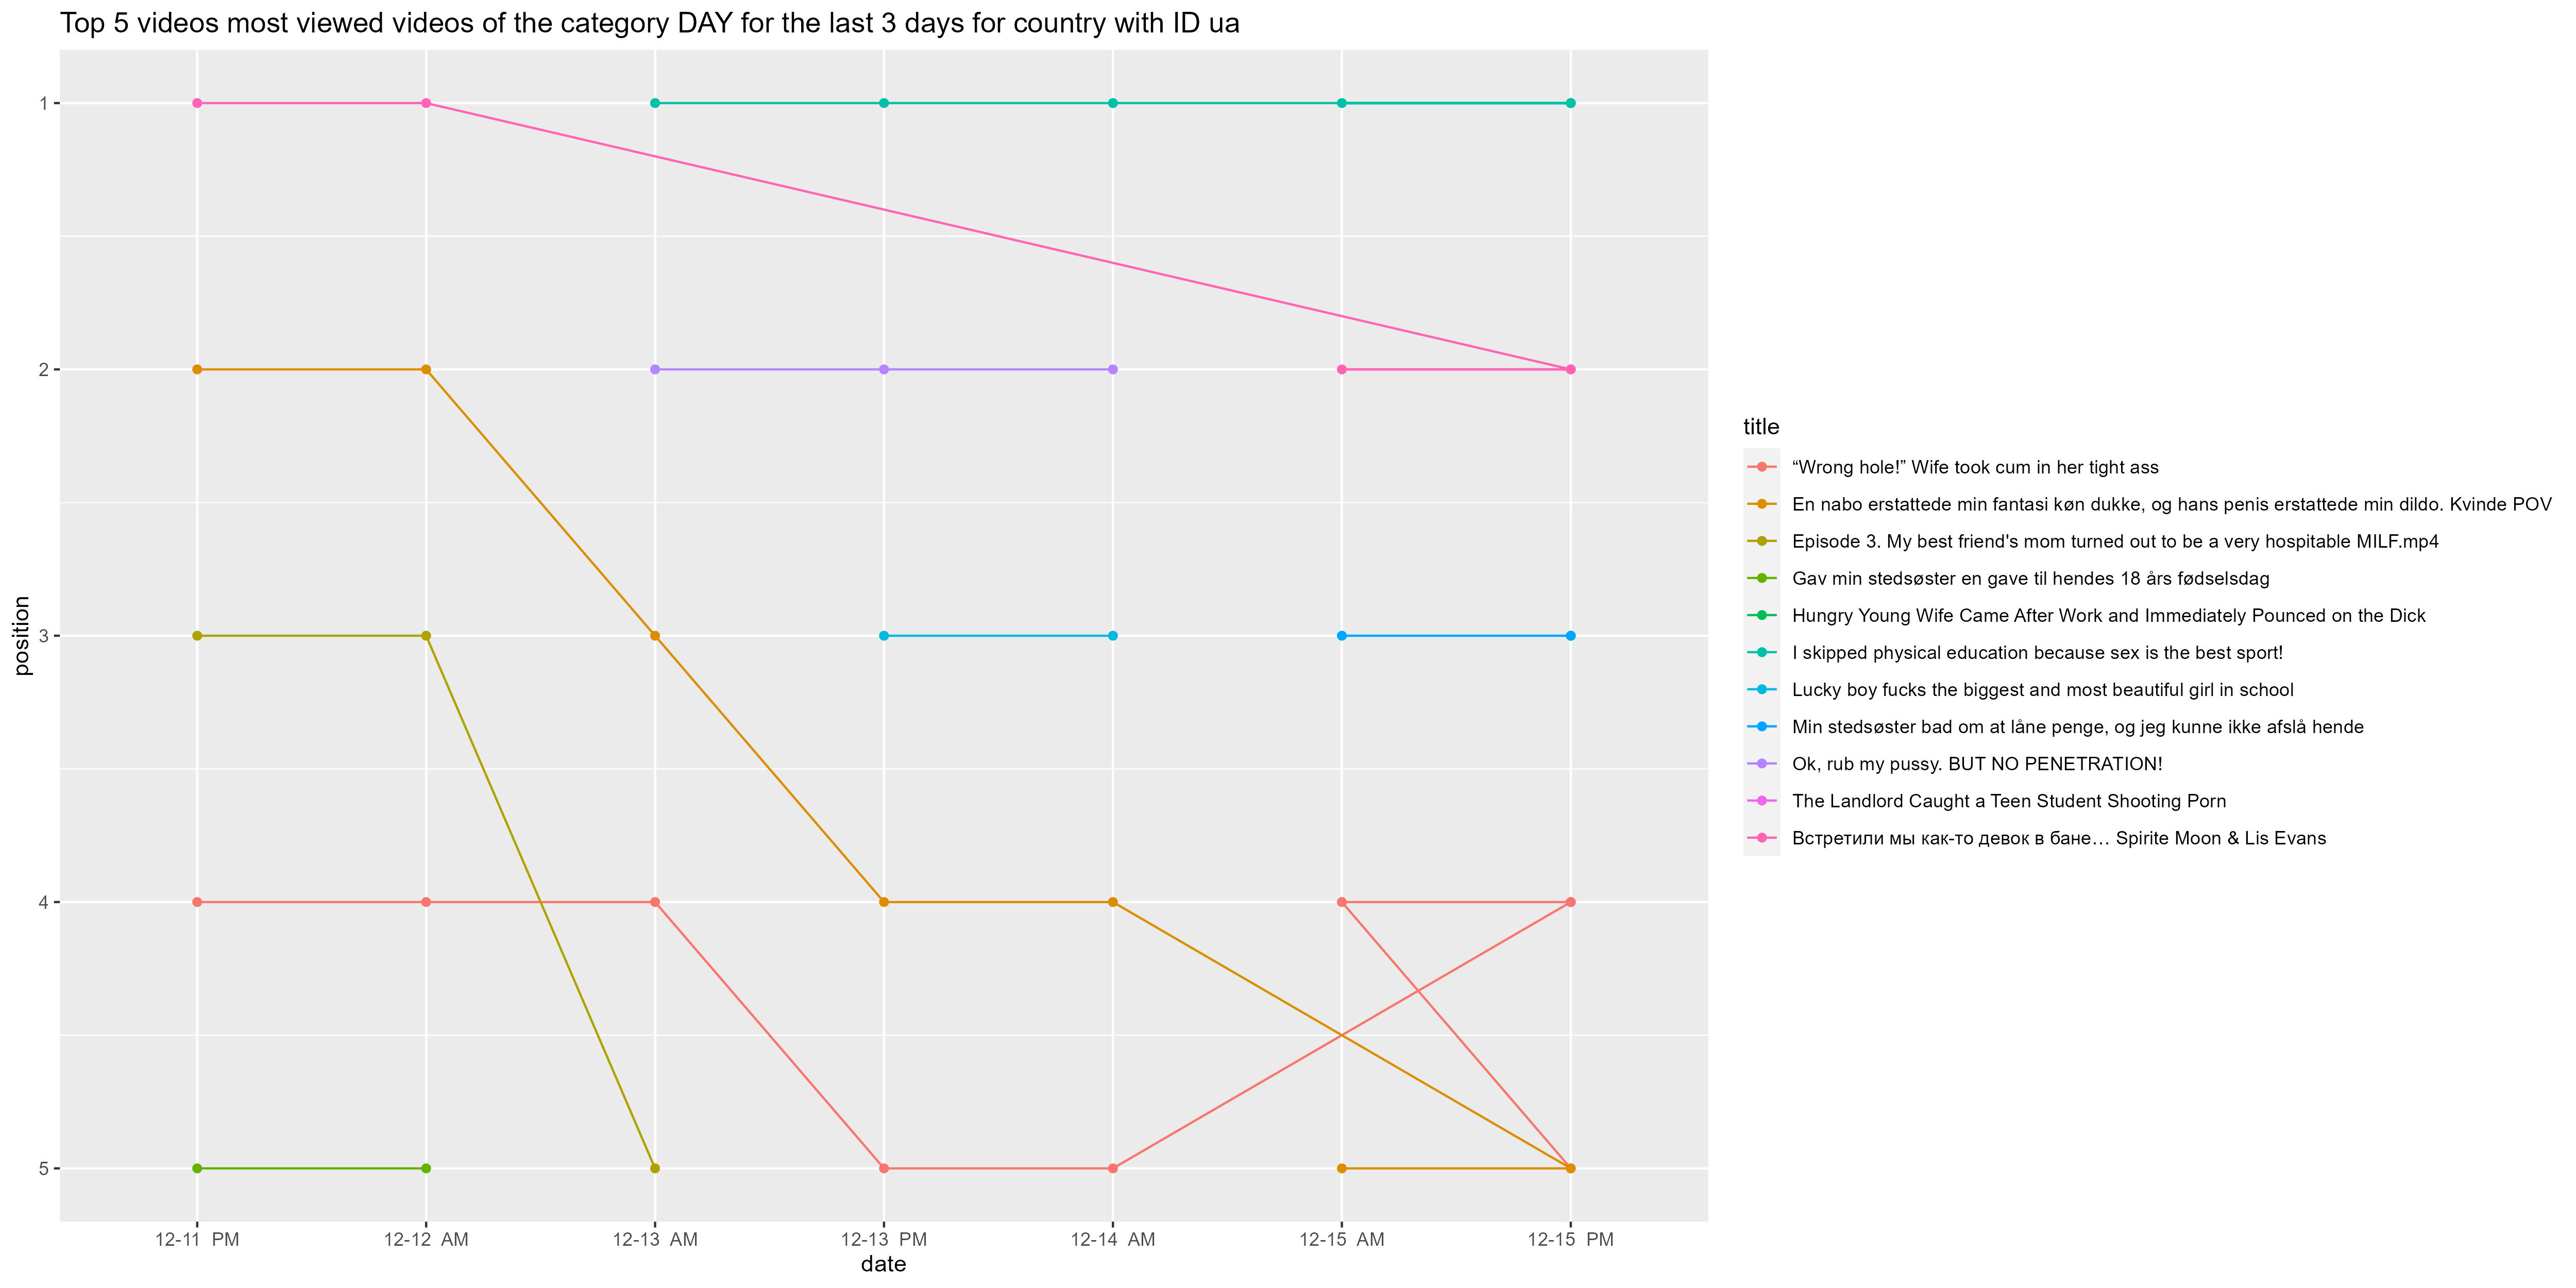 Top 5 videos most viewed videos of the category DAY for the last 3 days for country with ID ua
1
2
3
4
5
position
12-11 PM
12-12 AM
12-13 AM
12-13 PM
12-14 AM
12-15 AM
12-15 PM
date
title
“Wrong hole!” Wife took cum in her tight ass
En nabo erstattede min fantasi køn dukke, og hans penis erstattede min dildo. Kvinde POV
Episode 3. My best friend's mom turned out to be a very hospitable MILF.mp4
Gav min stedsøster en gave til hendes 18 års fødselsdag
Hungry Young Wife Came After Work and Immediately Pounced on the Dick
I skipped physical education because sex is the best sport!
Lucky boy fucks the biggest and most beautiful girl in school
Min stedsøster bad om at låne penge, og jeg kunne ikke afslå hende
Ok, rub my pussy. BUT NO PENETRATION!
The Landlord Caught a Teen Student Shooting Porn
Встретили мы как-то девок в бане… Spirite Moon & Lis Evans